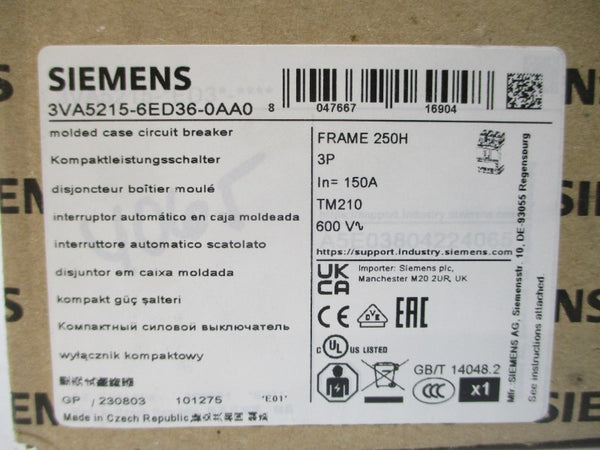 SIEMENS
3VA5215-6ED36-0AA0
8 047667 16904
molded case circuit breaker
Kompaktleistungsschalter
disjoncteur boîtier moulé
interruptor automático en caja moldeada
interruttore automatico scatolato
disjuntor em caixa moldada
kompakt güç şalteri
Компактный силовой выключатель
wyłącznik kompaktowy
GP / 230803 101275 'E01'
Made in Czech Republic
FRAME 250H
3P
In= 150A
TM210
600 V
https://support.industry.siemens.com
A5E03804224065
UK CA
Importer: Siemens plc,
Manchester M20 2UR, UK
CE DVE EAC
c UL US LISTED
GB/T 14048.2
CCC x1
Mfr. SIEMENS AG, Siemensstr. 10, DE-93055 Regensburg
See instructions attached.